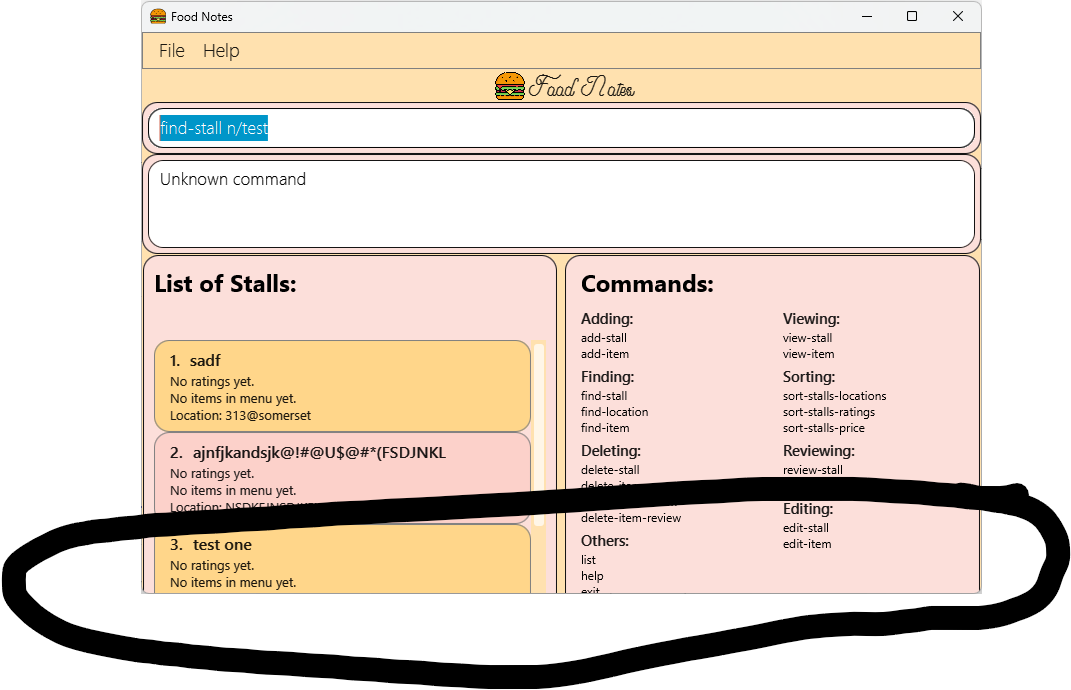 Food Notes
File Help
Food Notes
find-stall n/test
Unknown command
List of Stalls:
1. sadf
No ratings yet.
No items in menu yet.
Location: 313@somerset
2. ajnfjkandsjk@!#@U$@#*(FSDJNKL
No ratings yet.
No items in menu yet.
Location:
3. test one
No ratings yet.
No items in menu yet.
Commands:
Adding:
add-stall
add-item
Finding:
find-stall
find-location
find-item
Deleting:
delete-stall
delete-item
delete-item-review
Others:
list
help
exit
Viewing:
view-stall
view-item
Sorting:
sort-stalls-locations
sort-stalls-ratings
sort-stalls-price
Reviewing:
review-stall
Editing:
edit-stall
edit-item